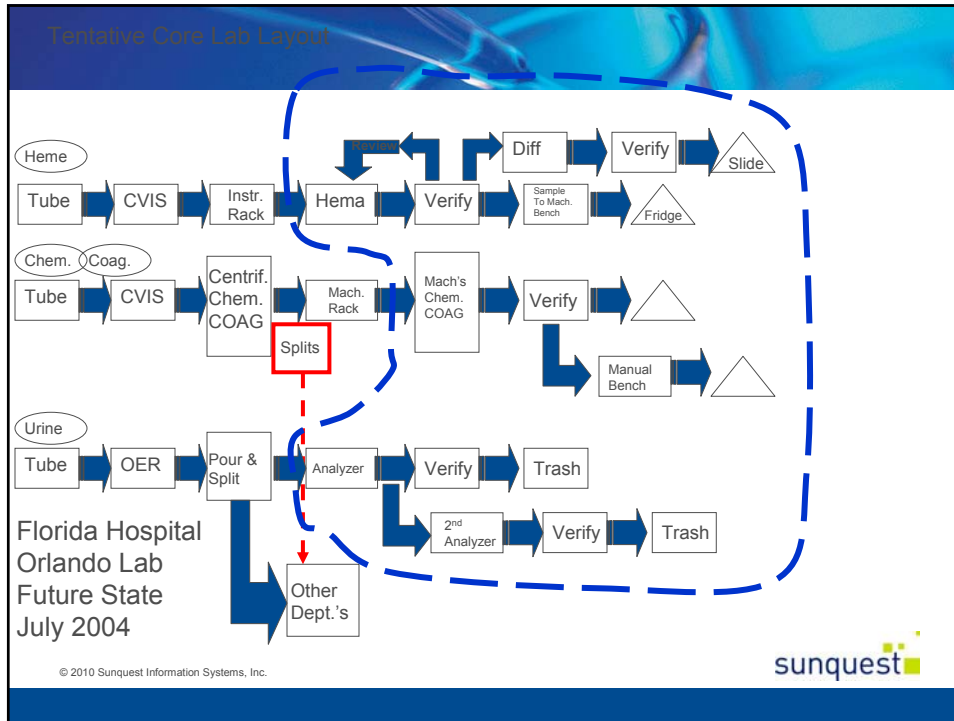 Tentative Core Lab Layout
Heme
Review
Diff
Verify
Slide
Tube
CVIS
Instr.
Rack
Hema
Verify
Sample
To Mach.
Bench
Fridge
Chem.
Coag.
Tube
CVIS
Centrif.
Chem.
COAG
Mach.
Rack
Mach's
Chem.
COAG
Verify
Splits
Manual
Bench
Urine
Tube
OER
Pour &
Split
Analyzer
Verify
Trash
2nd
Analyzer
Verify
Trash
Other
Dept.'s
Florida Hospital
Orlando Lab
Future State
July 2004
© 2010 Sunquest Information Systems, Inc.
sunquest